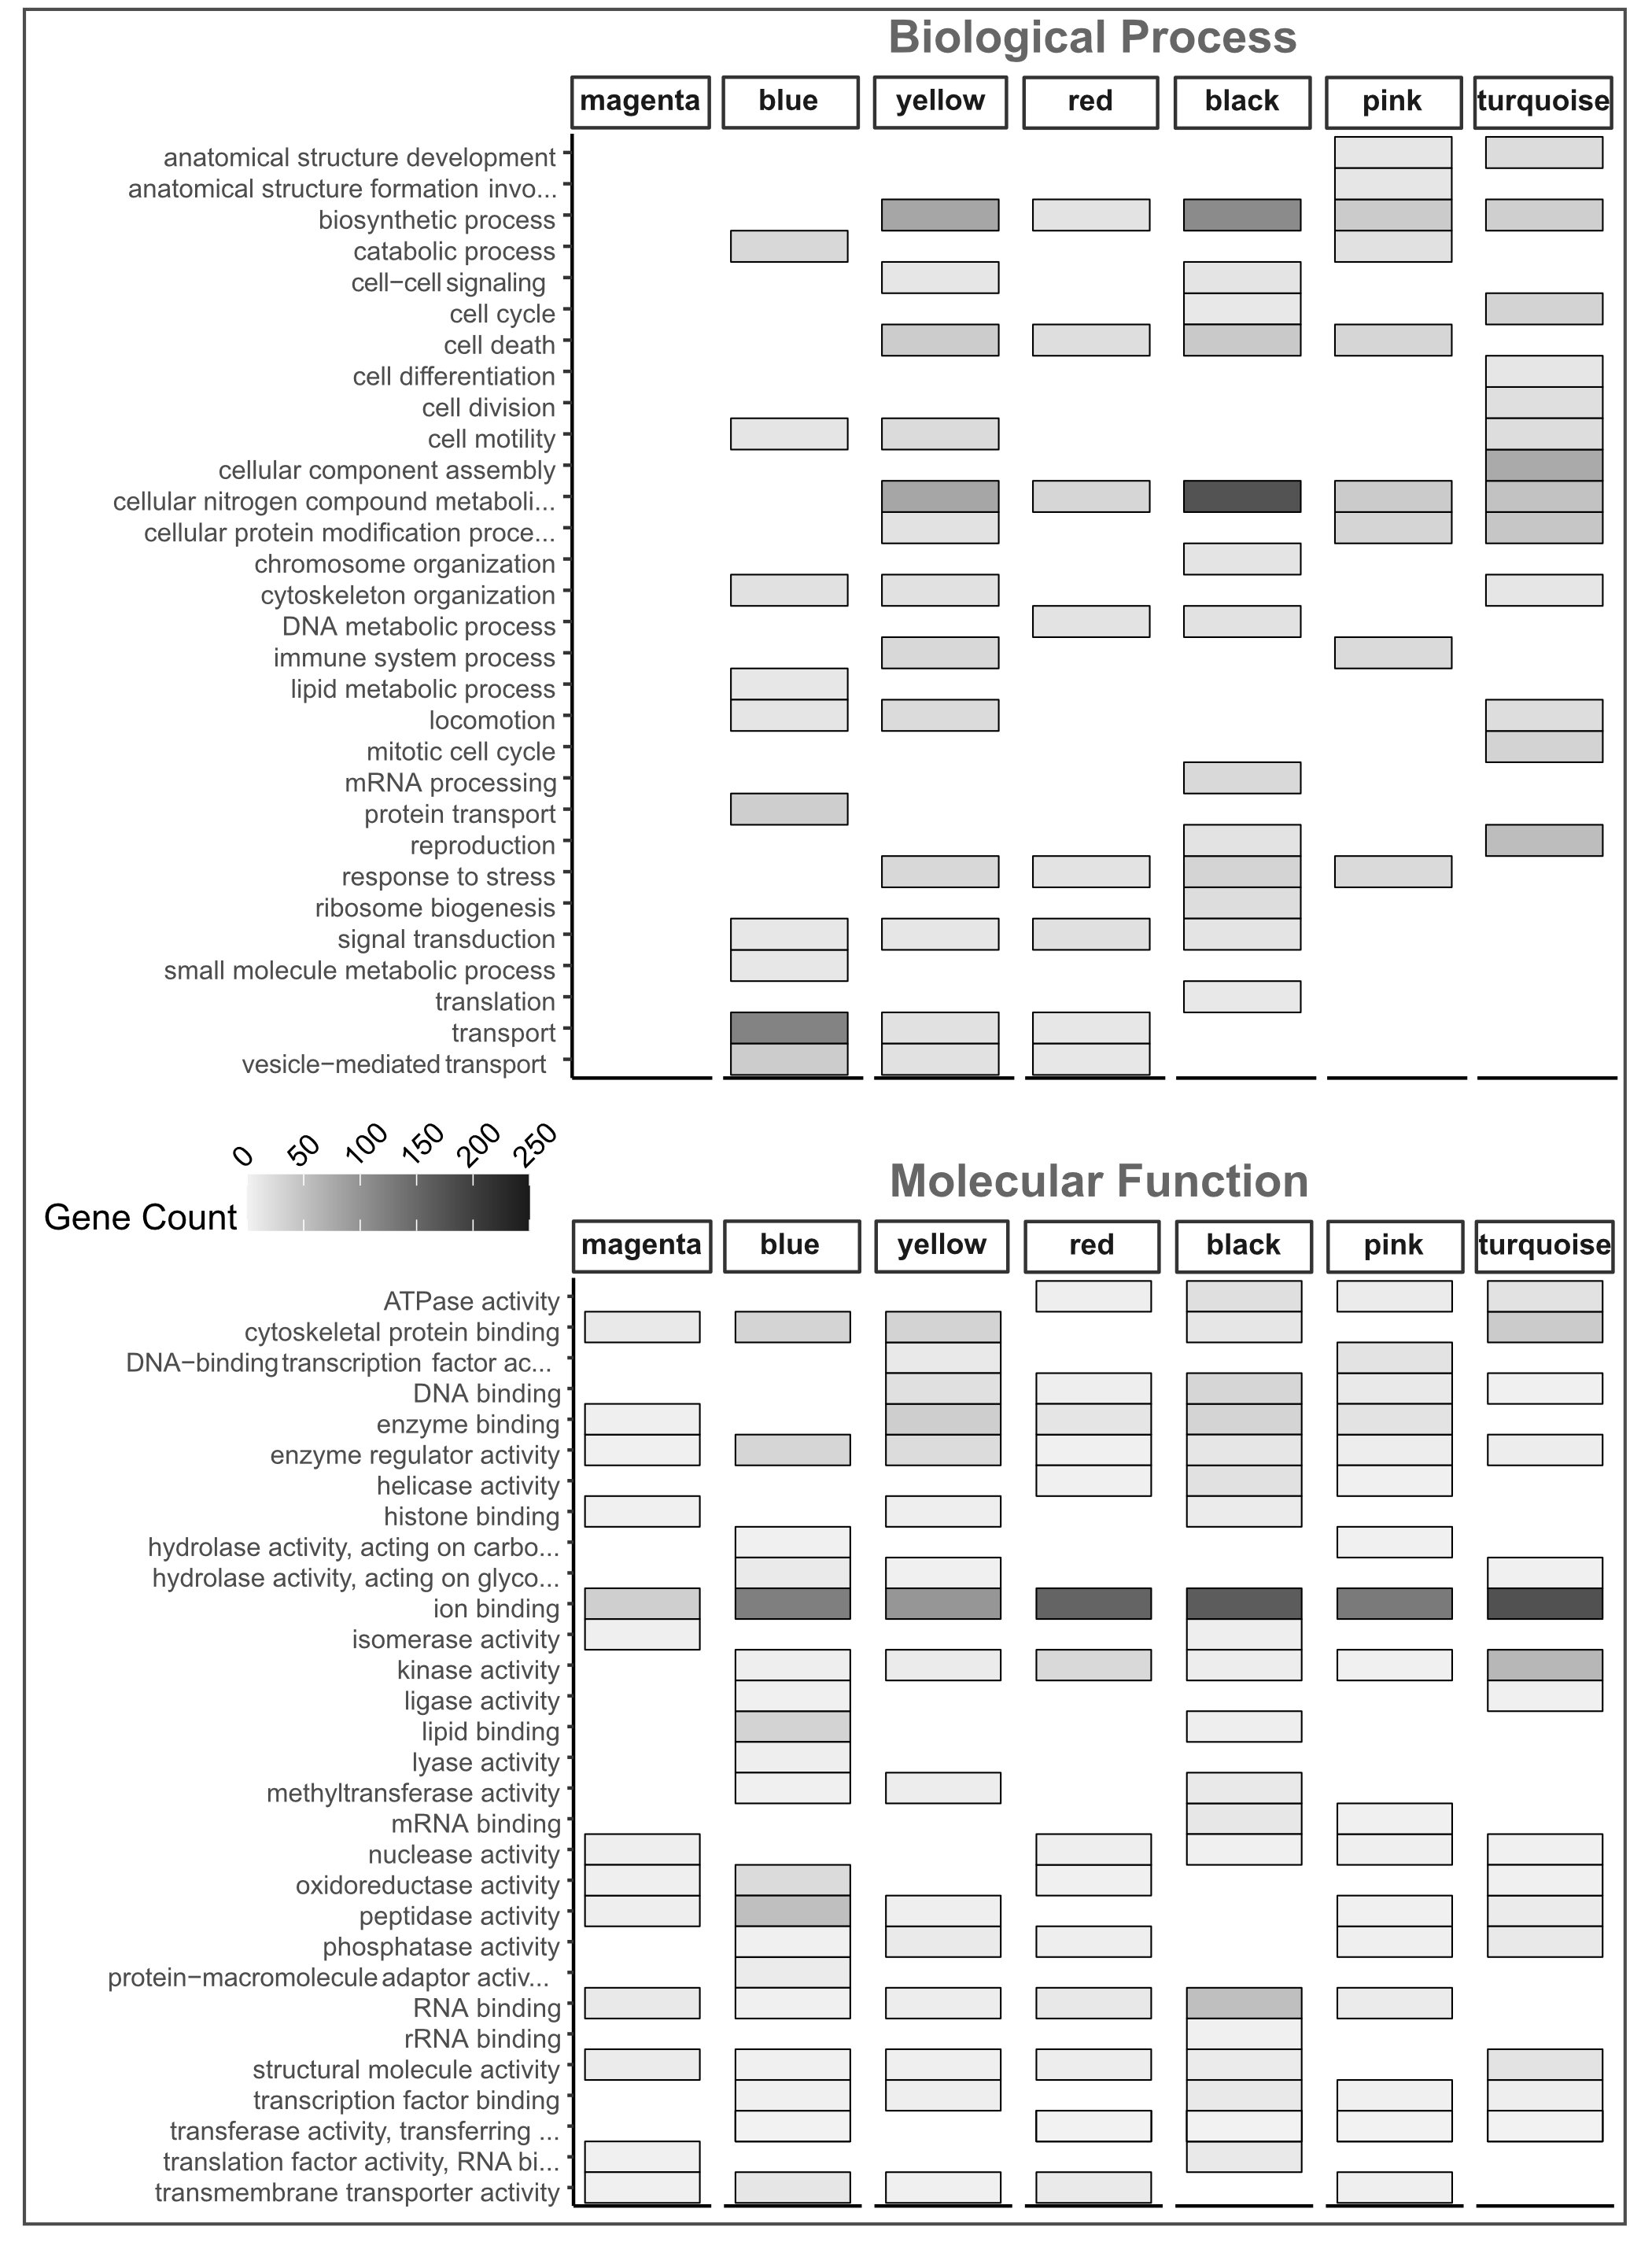 Biological Process
magenta blue yellow red black pink turquoise
anatomical structure development
anatomical structure formation invo...
biosynthetic process
catabolic process
cell−cell signaling
cell cycle
cell death
cell differentiation
cell division
cell motility
cellular component assembly
cellular nitrogen compound metaboli...
cellular protein modification proce...
chromosome organization
cytoskeleton organization
DNA metabolic process
immune system process
lipid metabolic process
locomotion
mitotic cell cycle
mRNA processing
protein transport
reproduction
response to stress
ribosome biogenesis
signal transduction
small molecule metabolic process
translation
transport
vesicle−mediated transport
0 50 100 150 200 250
Gene Count
Molecular Function
magenta blue yellow red black pink turquoise
ATPase activity
cytoskeletal protein binding
DNA−binding transcription factor ac...
DNA binding
enzyme binding
enzyme regulator activity
helicase activity
histone binding
hydrolase activity, acting on carbo...
hydrolase activity, acting on glyco...
ion binding
isomerase activity
kinase activity
ligase activity
lipid binding
lyase activity
methyltransferase activity
mRNA binding
nuclease activity
oxidoreductase activity
peptidase activity
phosphatase activity
protein−macromolecule adaptor activ...
RNA binding
rRNA binding
structural molecule activity
transcription factor binding
transferase activity, transferring ...
translation factor activity, RNA bi...
transmembrane transporter activity